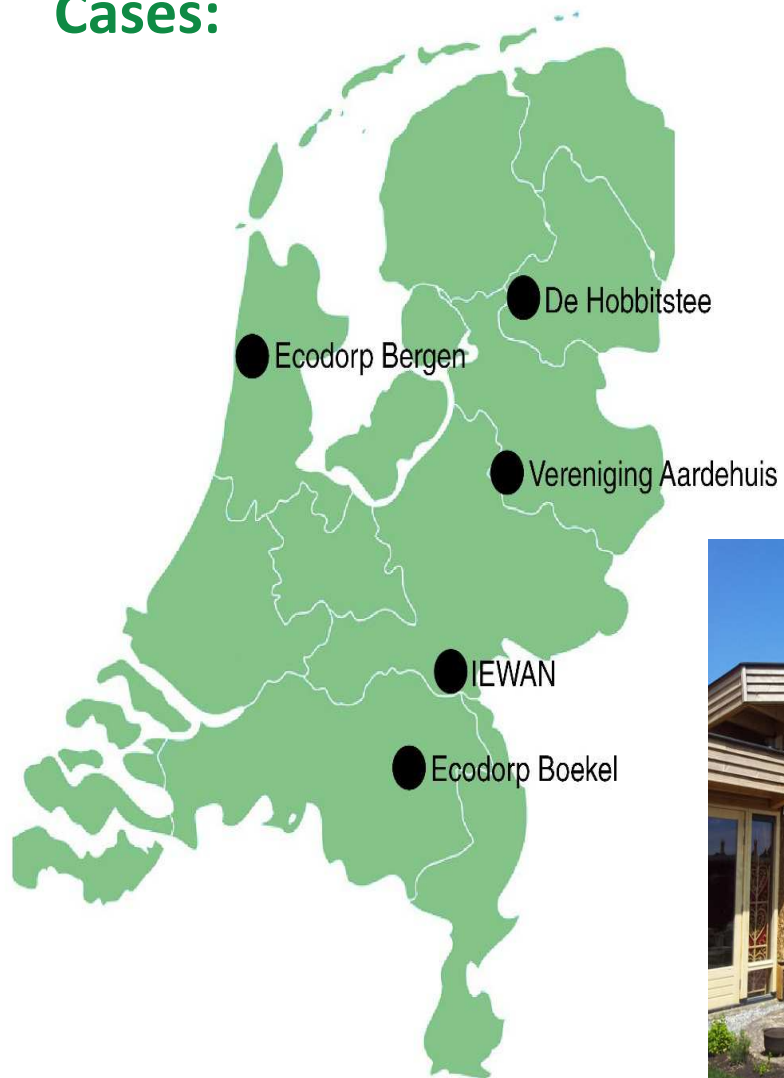 Cases:
De Hobbitstee
Ecodorp Bergen
Vereniging Aardehuis
IEWAN
Ecodorp Boekel